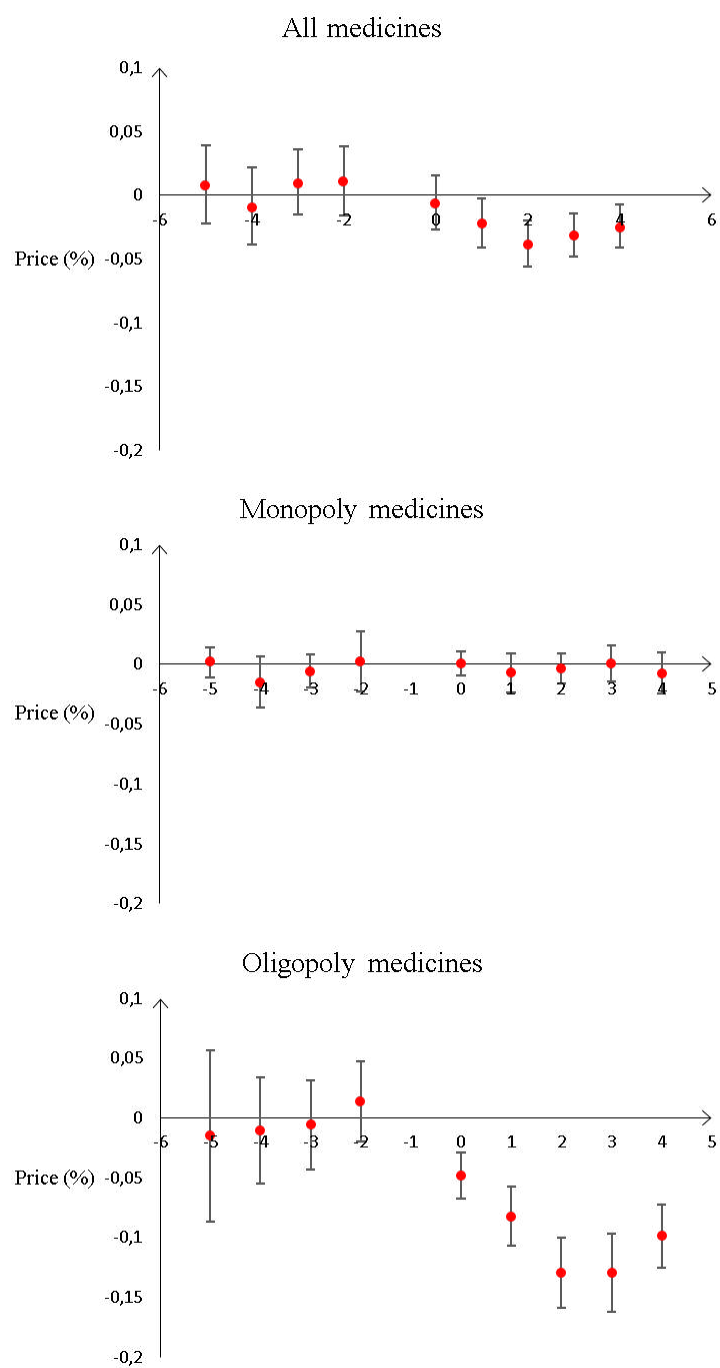 All medicines
0,1
0,05
0
-6 -4 -2 0 2 4 6
Price (%) -0,05
-0,1
-0,15
-0,2
Monopoly medicines
0,1
0,05
0
-6 -5 -4 -3 -2 -1 0 1 2 3 4 5
Price (%) -0,05
-0,1
-0,15
-0,2
Oligopoly medicines
0,1
0,05
0
-6 -5 -4 -3 -2 -1 0 1 2 3 4 5
Price (%) -0,05
-0,1
-0,15
-0,2